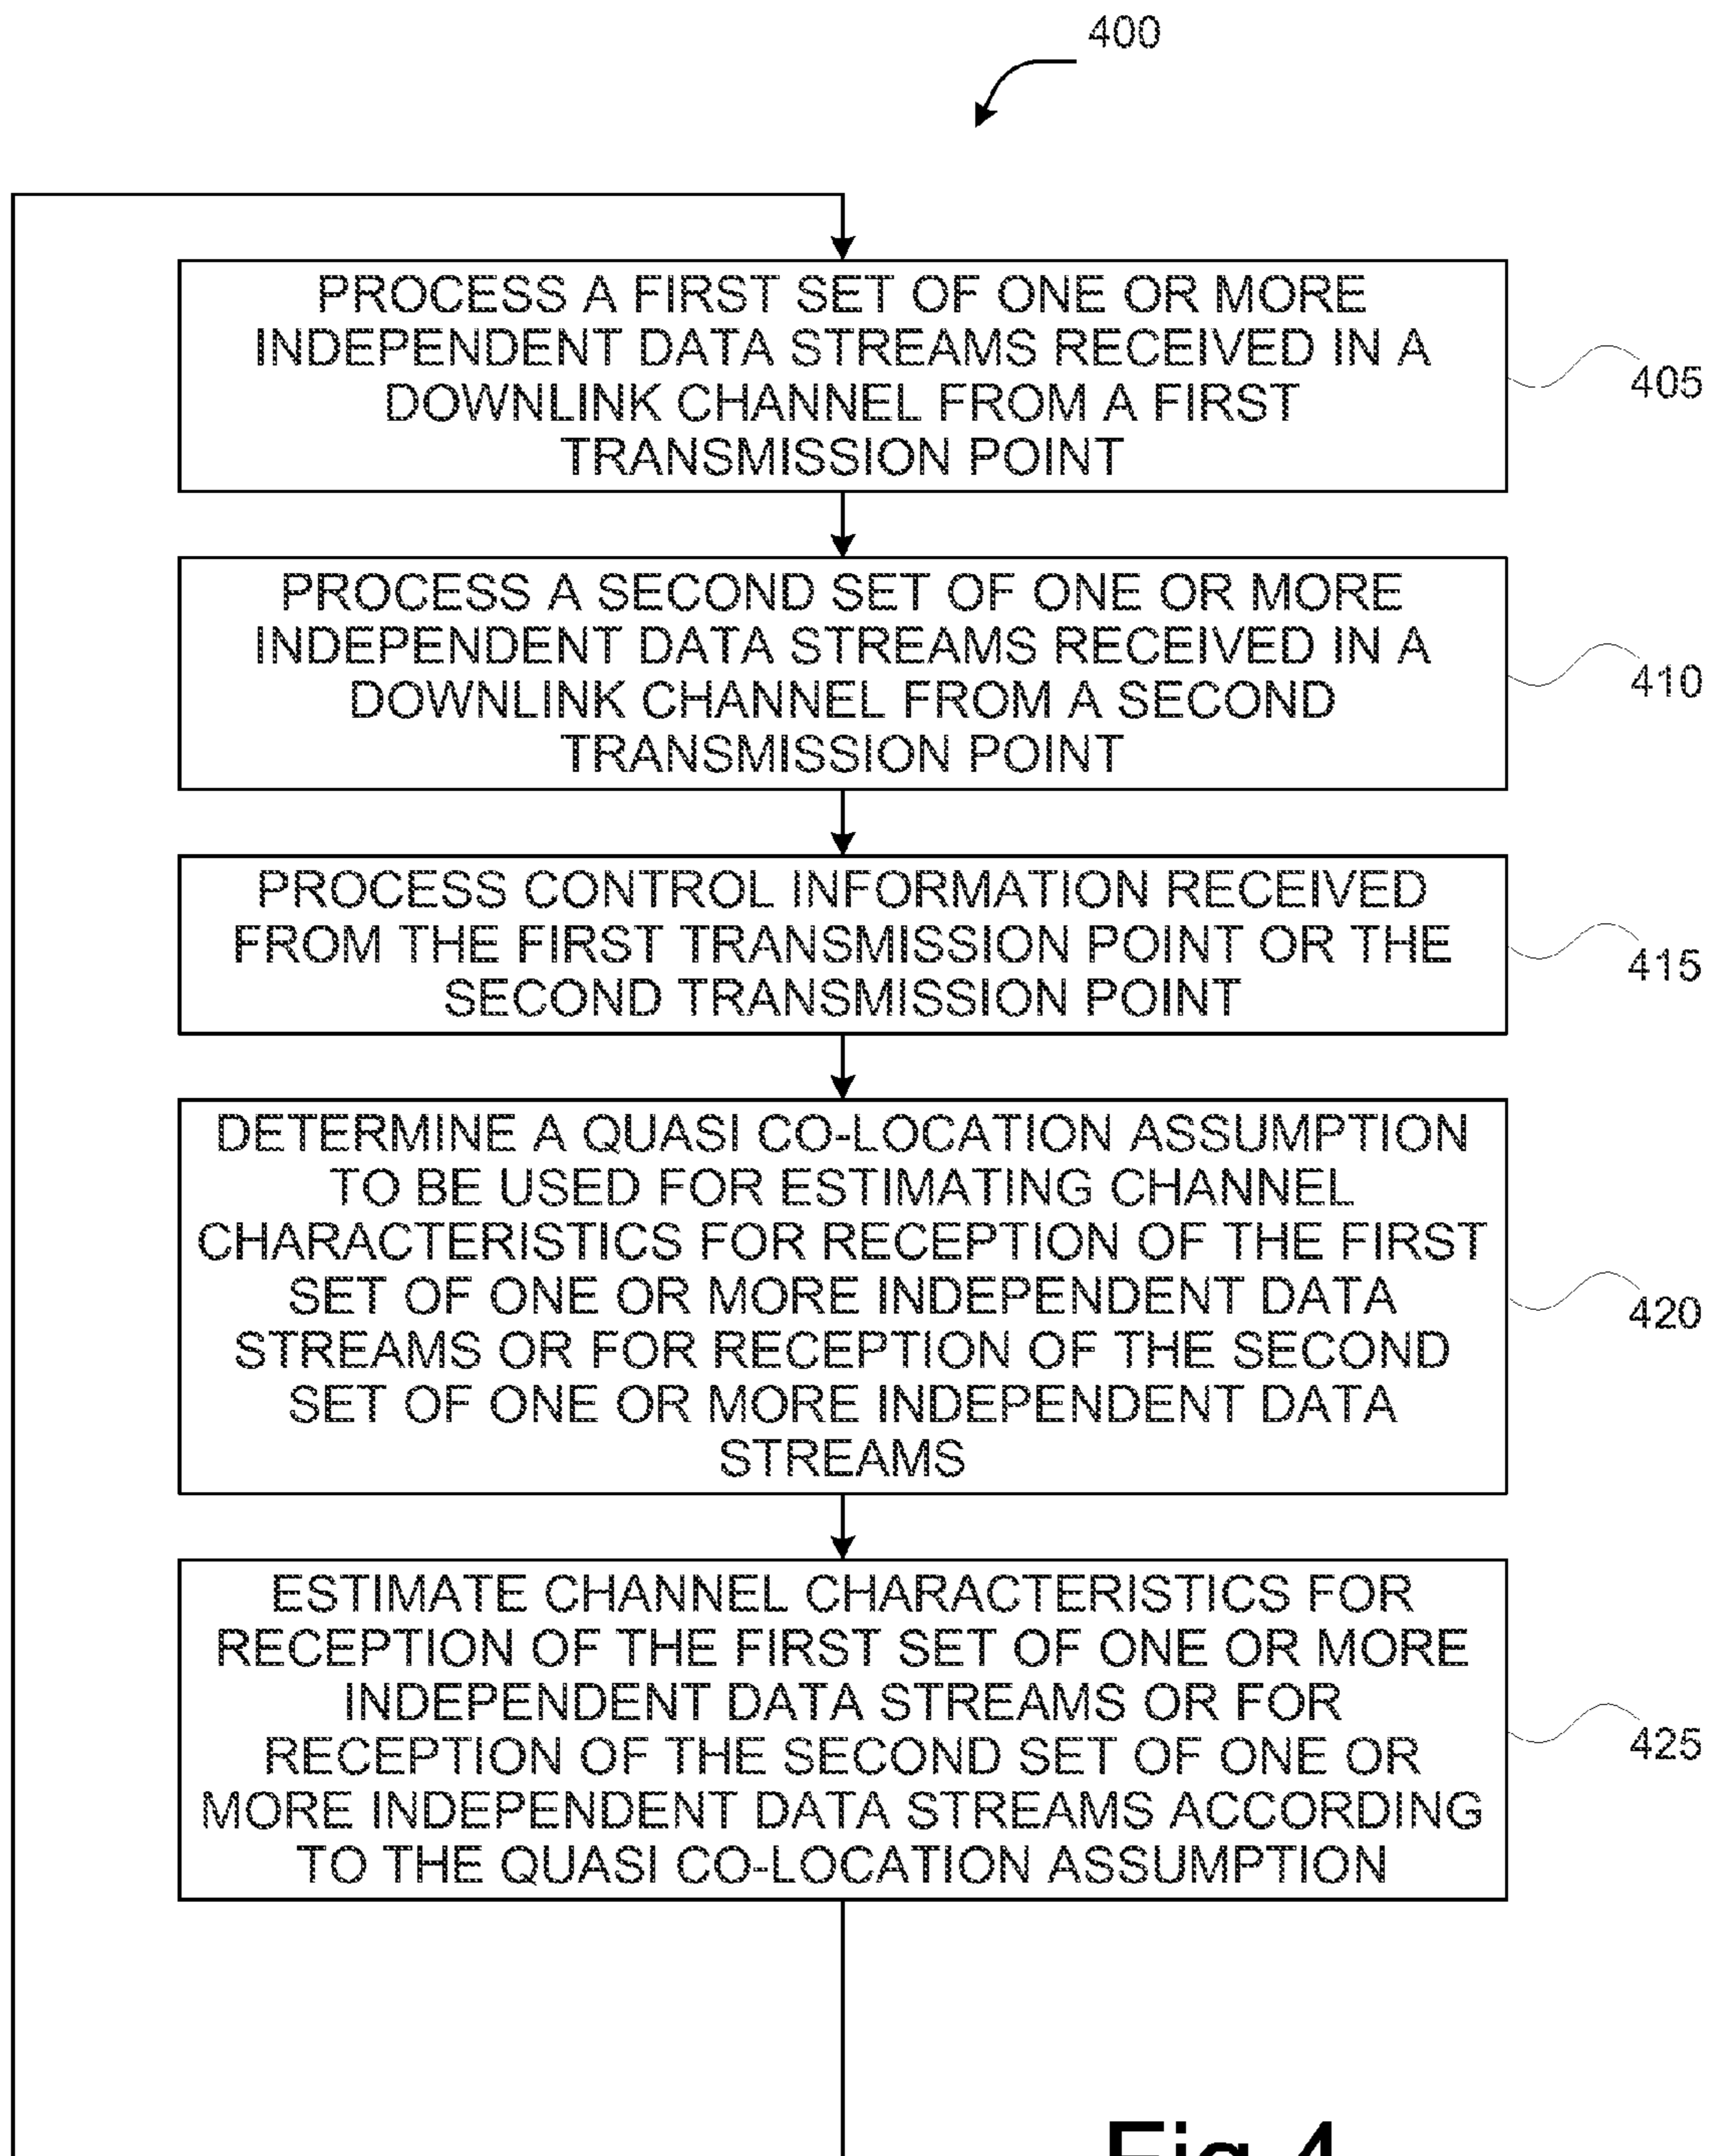 400
PROCESS A FIRST SET OF ONE OR MORE
INDEPENDENT DATA STREAMS RECEIVED IN A
DOWNLINK CHANNEL FROM A FIRST
TRANSMISSION POINT
405
PROCESS A SECOND SET OF ONE OR MORE
INDEPENDENT DATA STREAMS RECEIVED IN A
DOWNLINK CHANNEL FROM A SECOND
TRANSMISSION POINT
410
PROCESS CONTROL INFORMATION RECEIVED
FROM THE FIRST TRANSMISSION POINT OR THE
SECOND TRANSMISSION POINT
415
DETERMINE A QUASI CO-LOCATION ASSUMPTION
TO BE USED FOR ESTIMATING CHANNEL
CHARACTERISTICS FOR RECEPTION OF THE FIRST
SET OF ONE OR MORE INDEPENDENT DATA
STREAMS OR FOR RECEPTION OF THE SECOND
SET OF ONE OR MORE INDEPENDENT DATA
STREAMS
420
ESTIMATE CHANNEL CHARACTERISTICS FOR
RECEPTION OF THE FIRST SET OF ONE OR MORE
INDEPENDENT DATA STREAMS OR FOR
RECEPTION OF THE SECOND SET OF ONE OR
MORE INDEPENDENT DATA STREAMS ACCORDING
TO THE QUASI CO-LOCATION ASSUMPTION
425
Fig 4